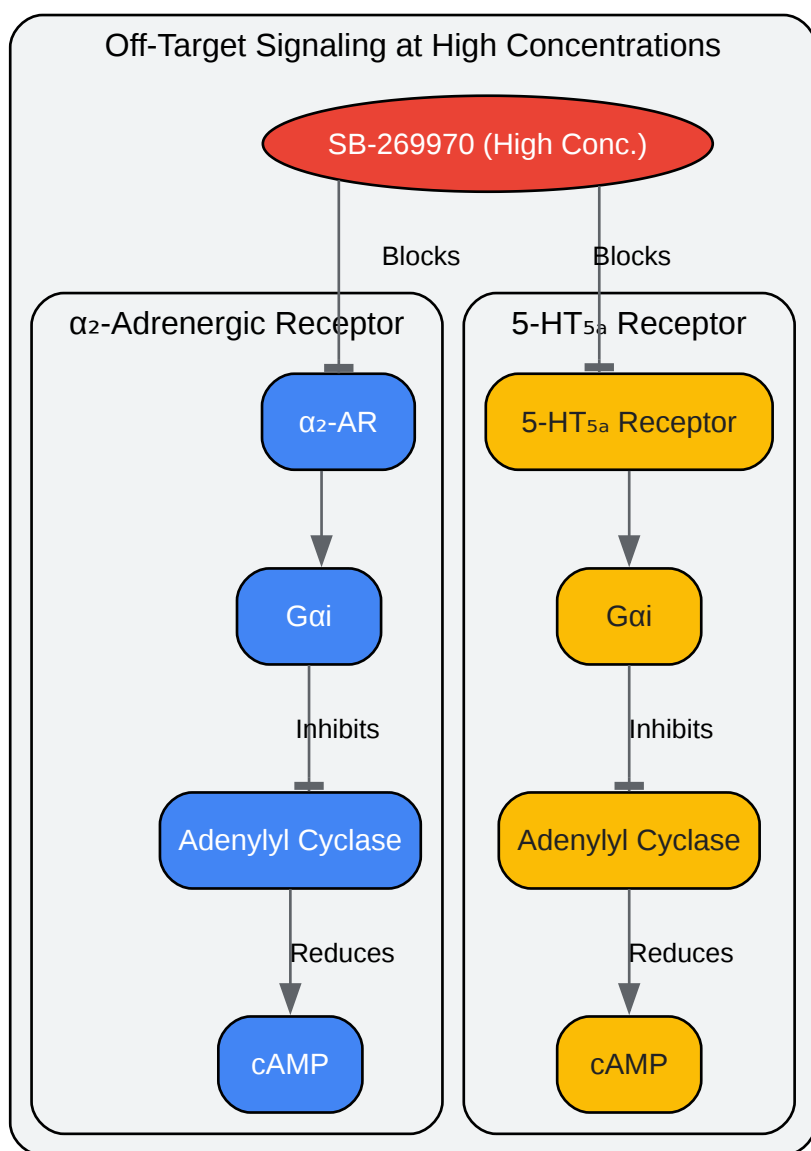 Off-Target Signaling at High Concentrations
SB-269970 (High Conc.)
Blocks
Blocks
α₂-Adrenergic Receptor
α₂-AR
Gαi
Inhibits
Adenylyl Cyclase
Reduces
cAMP
5-HT₅ₐ Receptor
5-HT₅ₐ Receptor
Gαi
Inhibits
Adenylyl Cyclase
Reduces
cAMP